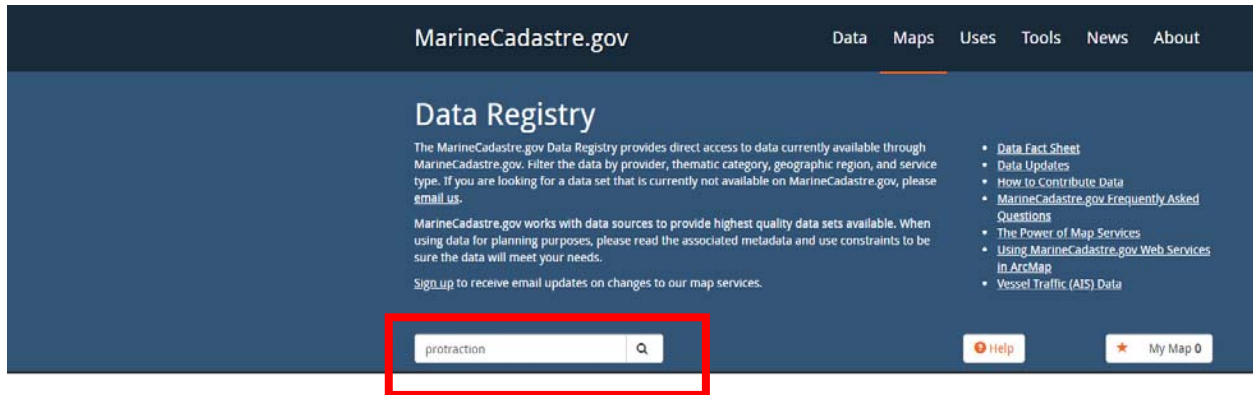 MarineCadastre.gov
Data Maps Uses Tools News About
Data Registry
The MarineCadastre.gov Data Registry provides direct access to data currently available through
MarineCadastre.gov. Filter the data by provider, thematic category, geographic region, and service
type. If you are looking for a data set that is currently not available on MarineCadastre.gov, please
email us.
MarineCadastre.gov works with data sources to provide highest quality data sets available. When
using data for planning purposes, please read the associated metadata and use constraints to be
sure the data will meet your needs.
Sign up to receive email updates on changes to our map services.
• Data Fact Sheet
• Data Updates
• How to Contribute Data
• MarineCadastre.gov Frequently Asked
Questions
• The Power of Map Services
• Using MarineCadastre.gov Web Services
in ArcMap
• Vessel Traffic (AIS) Data
protraction
Help
My Map 0